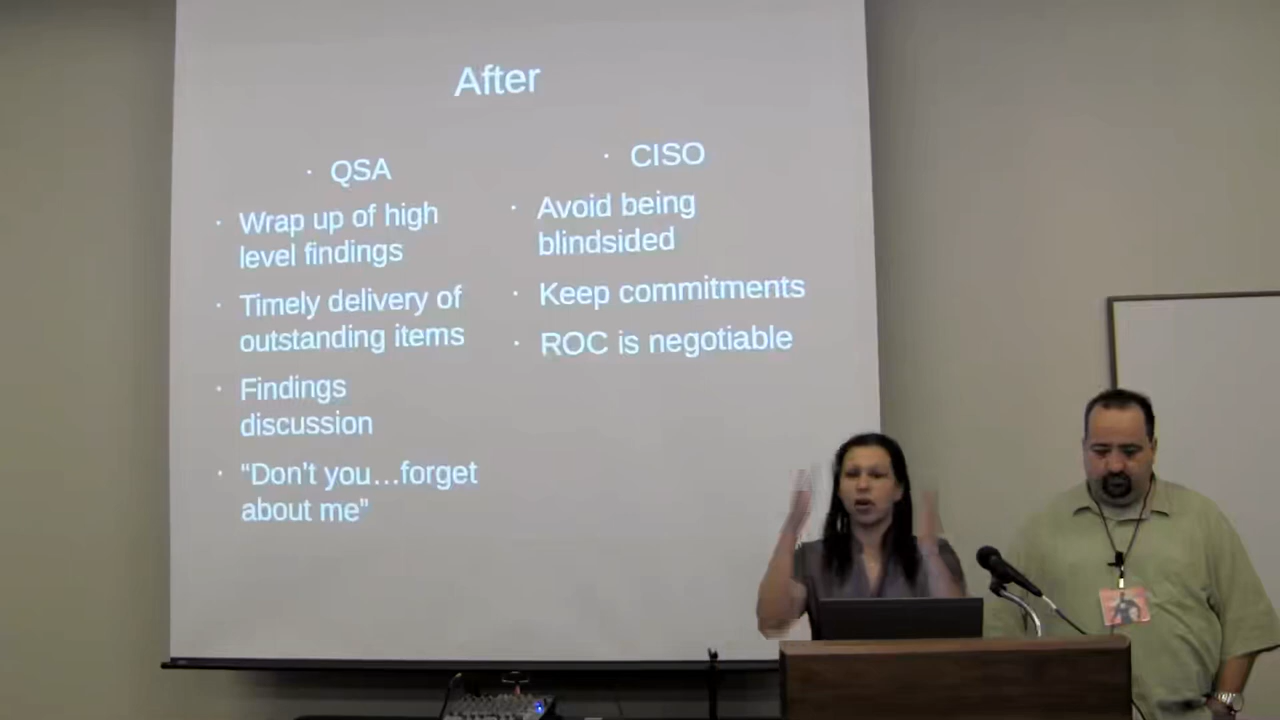 After
· QSA
· Wrap up of high
level findings
· Timely delivery of
outstanding items
· Findings
discussion
· “Don’t you…forget
about me”
· CISO
· Avoid being
blindsided
· Keep commitments
· ROC is negotiable